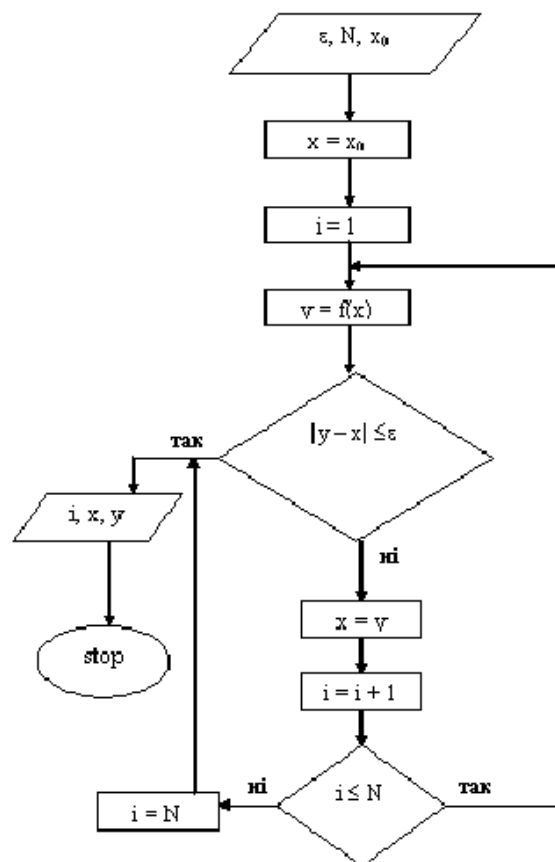 ε, N, x₀
x = x₀
i = 1
y = f(x)
|y – x| ≤ε
так
i, x, y
ні
stop
x = y
i = i + 1
i ≤ N
ні
так
i = N